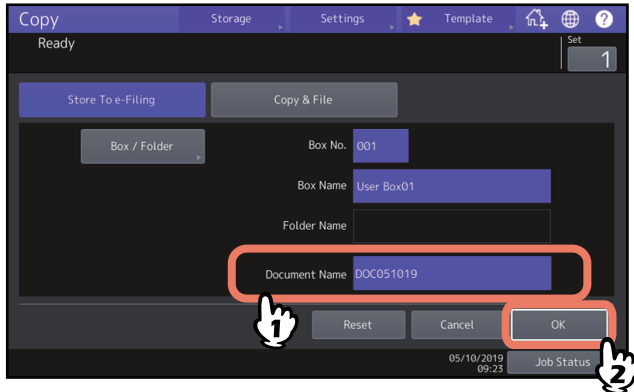 Copy Storage Settings Template ?
Ready
Set
1
Store To e-Filing Copy & File
Box / Folder Box No. 001
Box Name User Box01
Folder Name
Document Name DOC051019
1
Reset Cancel OK
05/10/2019
09:23
Job Status
2